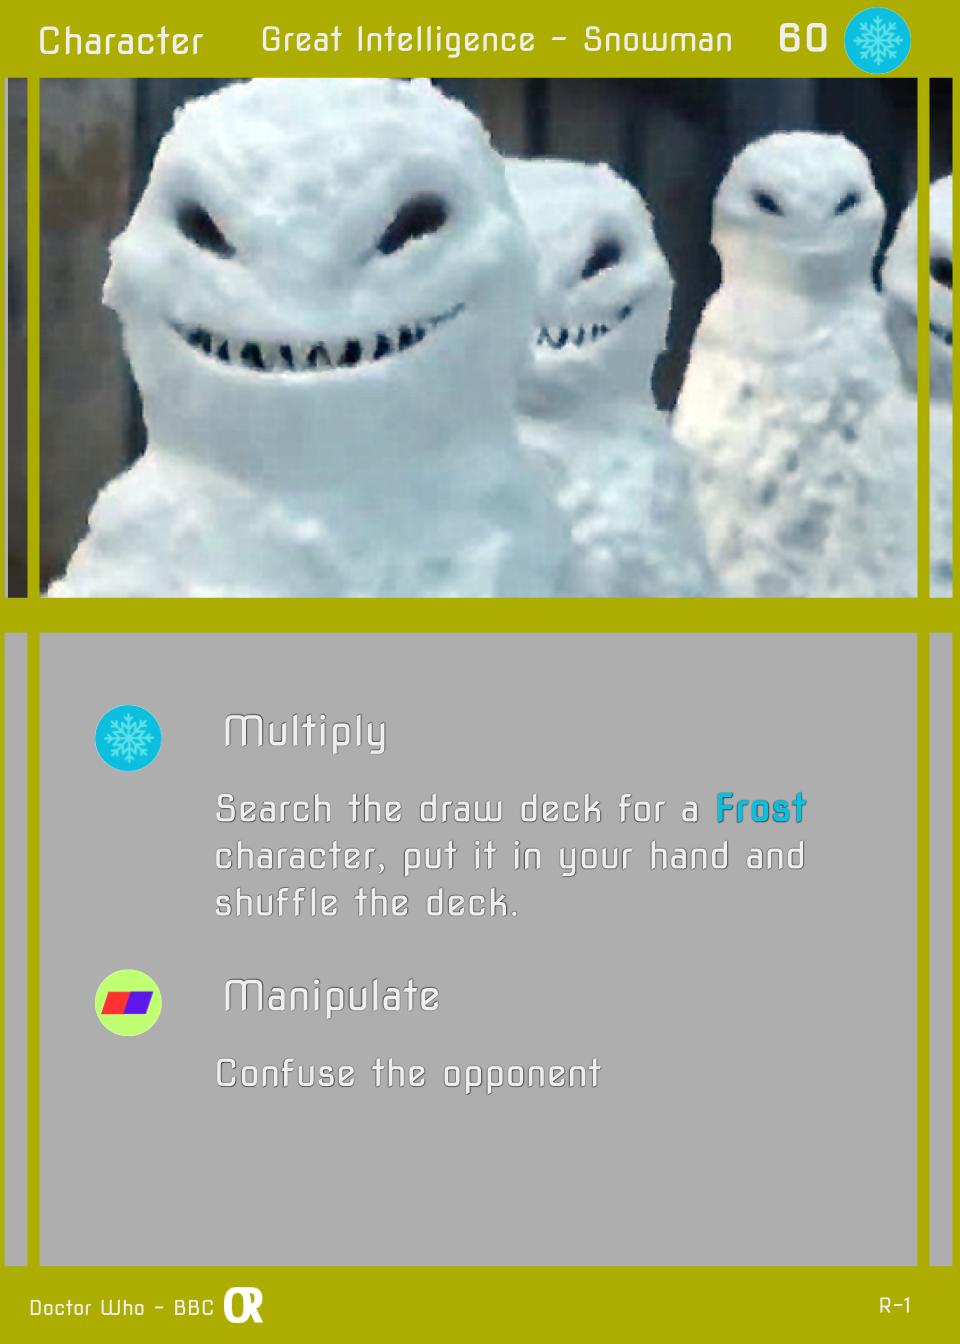 Character Great Intelligence - Snowman 60
Multiply
Search the draw deck for a Frost
character, put it in your hand and
shuffle the deck.
Manipulate
Confuse the opponent
Doctor Who - BBC OR R-1